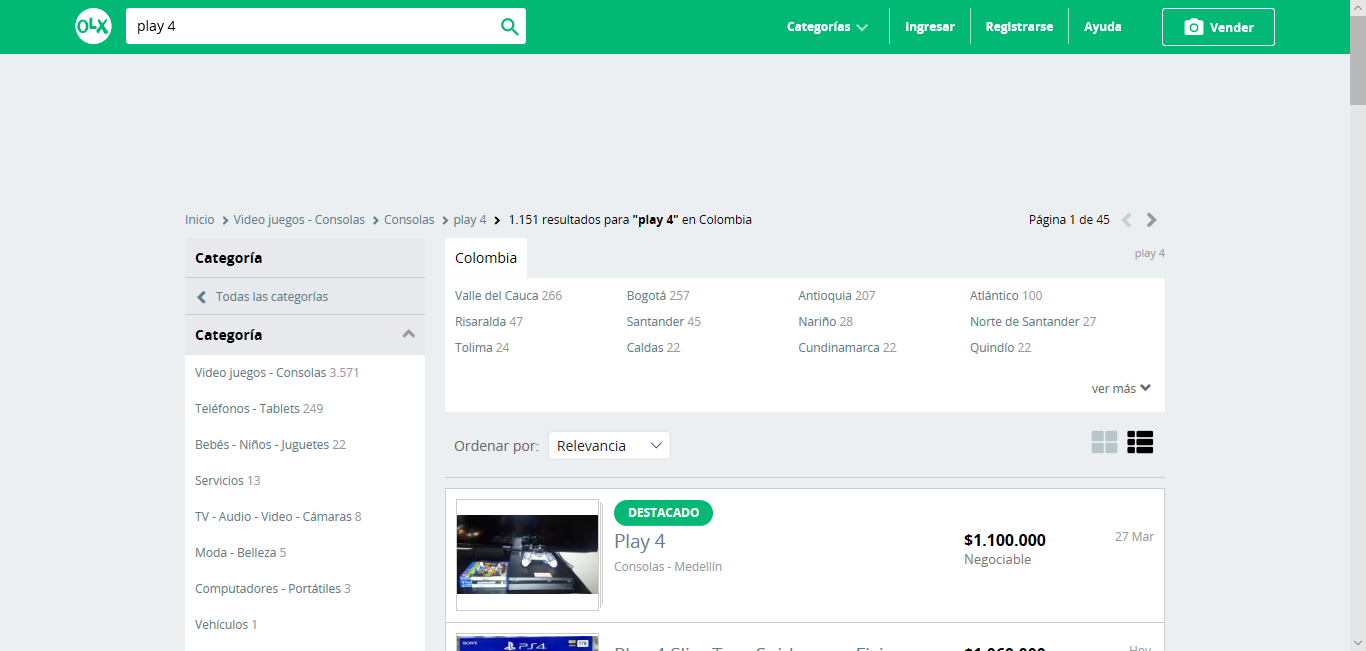 OLX
play 4
Categorías
Ingresar
Registrarse
Ayuda
Vender
Inicio > Video juegos - Consolas > Consolas > play 4 > 1.151 resultados para "play 4" en Colombia
Página 1 de 45
Categoría
Todas las categorías
Categoría
Video juegos - Consolas 3.571
Teléfonos - Tablets 249
Bebés - Niños - Juguetes 22
Servicios 13
TV - Audio - Video - Cámaras 8
Moda - Belleza 5
Computadores - Portátiles 3
Vehículos 1
Colombia
play 4
Valle del Cauca 266 Bogotá 257 Antioquia 207 Atlántico 100
Risaralda 47 Santander 45 Nariño 28 Norte de Santander 27
Tolima 24 Caldas 22 Cundinamarca 22 Quindío 22
ver más
Ordenar por: Relevancia
DESTACADO
Play 4
Consolas - Medellín
$1.100.000
Negociable
27 Mar
SONY PS4
Play 4 Slim
Hoy